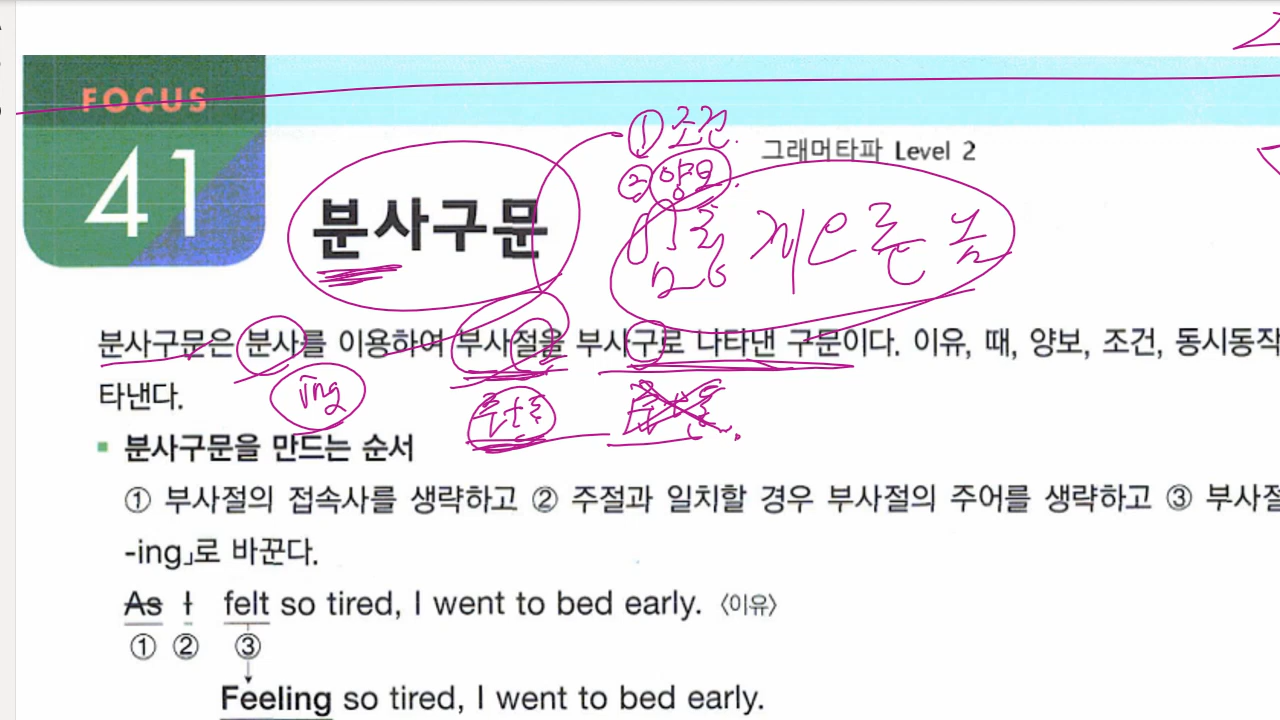 FOCUS
41
① 조건.
그래머타파 Level 2
② 양보.
분사구문
게으른 놈
분사구문은 분사를 이용하여 부사절을 부사구로 나타낸 구문이다. 이유, 때, 양보, 조건, 동시동작
타낸다.
ing
주+동
분사구문을 만드는 순서
① 부사절의 접속사를 생략하고 ② 주절과 일치할 경우 부사절의 주어를 생략하고 ③ 부사절
-ing」로 바꾼다.
As I felt so tired, I went to bed early. 〈이유〉
① ② ③
Feeling so tired, I went to bed early.